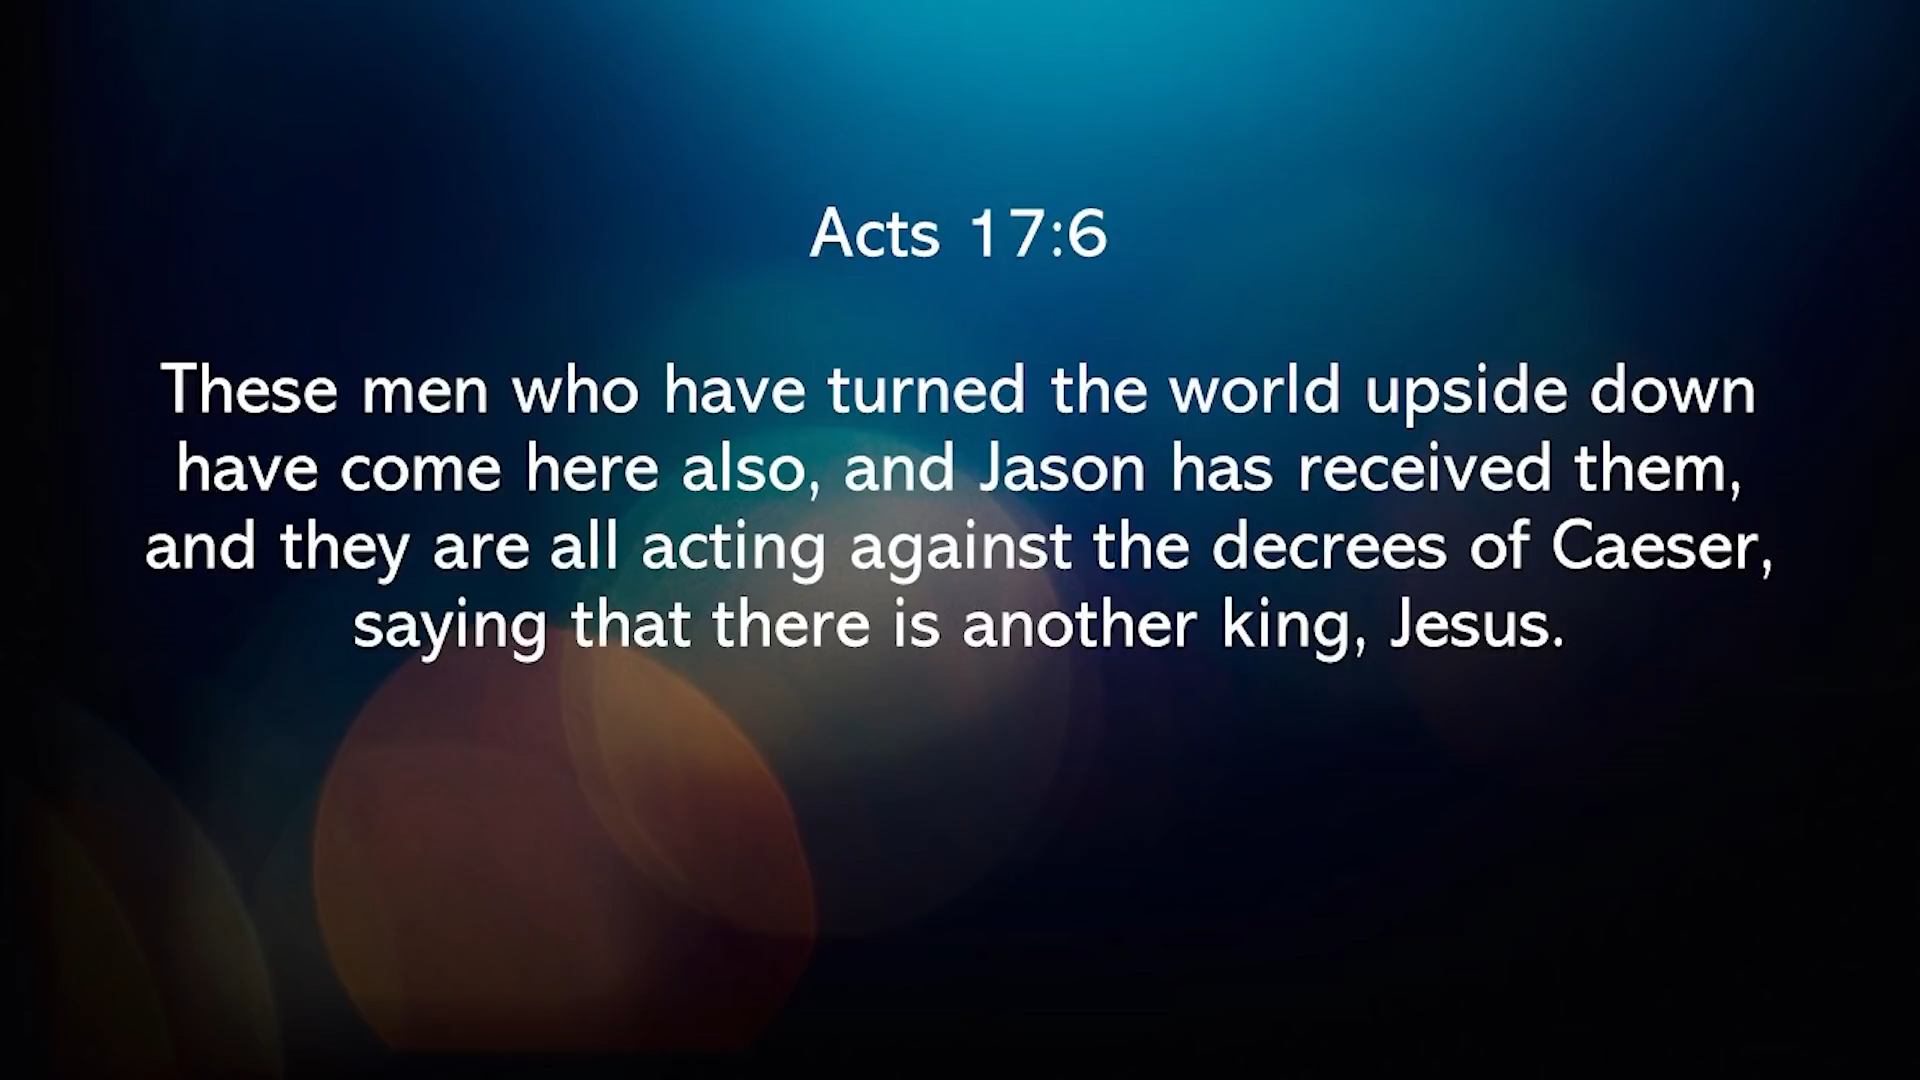 Acts 17:6
These men who have turned the world upside down
have come here also, and Jason has received them,
and they are all acting against the decrees of Caeser,
saying that there is another king, Jesus.